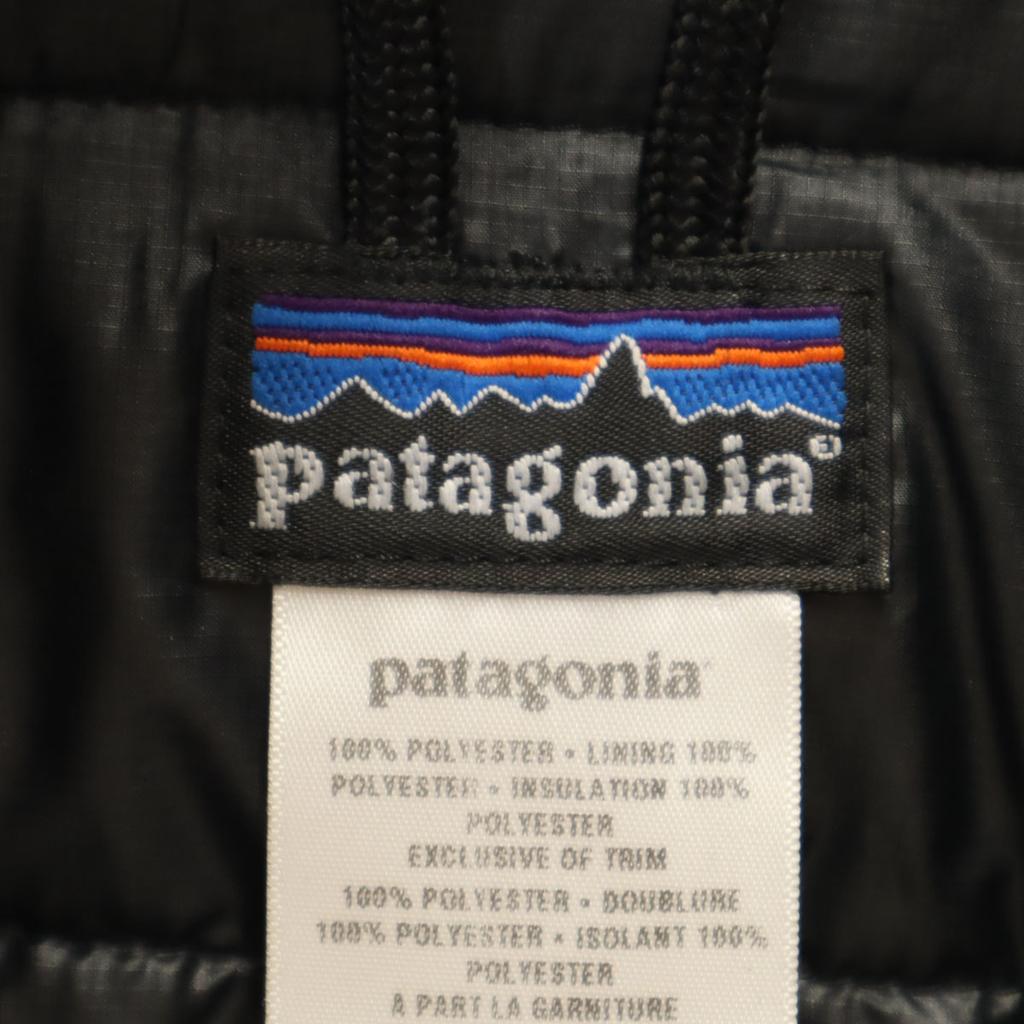 patagonia®
patagonia
100% POLYESTER • LINING 100%
POLYESTER • INSULATION 100%
POLYESTER
EXCLUSIVE OF TRIM
100% POLYESTER • DOUBLURE
100% POLYESTER • ISOLANT 100%
POLYESTER
A PART LA GARNITURE